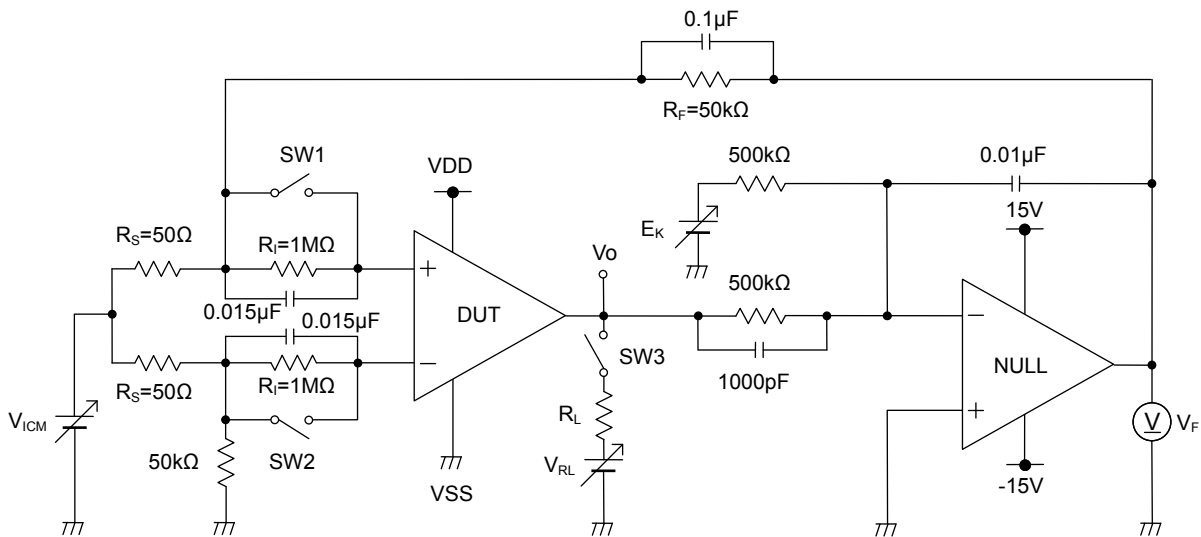 0.1μF
R_F=50kΩ
SW1
VDD
500kΩ
0.01μF
15V
E_K
R_S=50Ω
R_I=1MΩ
Vo
0.015μF
500kΩ
0.015μF
DUT
SW3
NULL
R_S=50Ω
R_I=1MΩ
1000pF
V_ICM
R_L
V
V_F
50kΩ
SW2
V_RL
VSS
-15V
+
−
−
+